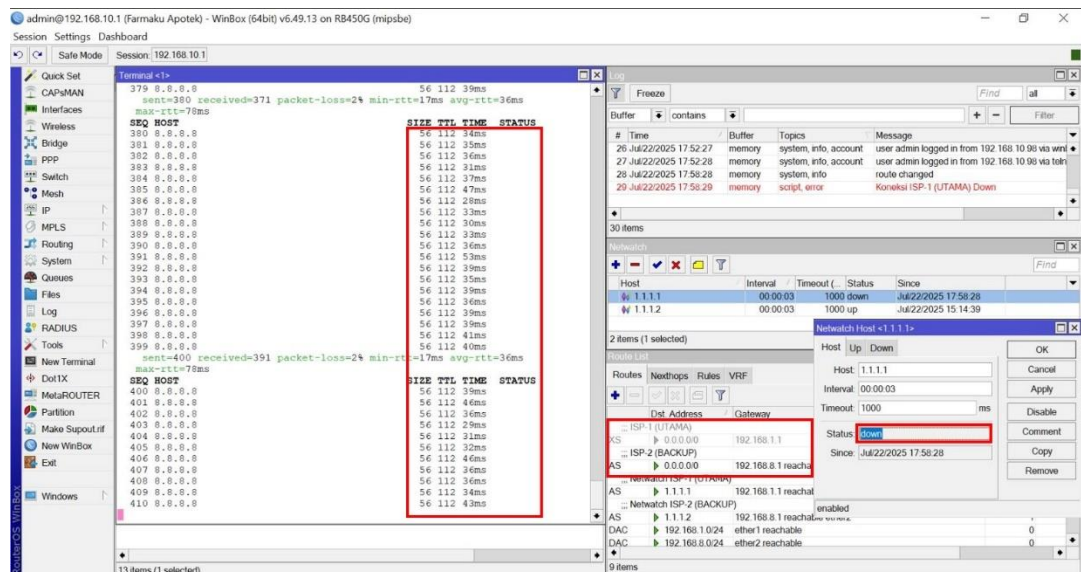 admin@192.168.10.1 (Farmaku Apotek) - WinBox (64bit) v6.49.13 on RB450G (mipsbe)
Session Settings Dashboard
Safe Mode Session: 192.168.10.1
Quick Set
CAPsMAN
Interfaces
Wireless
Bridge
PPP
Switch
Mesh
IP
MPLS
Routing
System
Queues
Files
Log
RADIUS
Tools
New Terminal
Dot1X
MetaROUTER
Partition
Make Supout.rif
New WinBox
Exit
Windows
RouterOS WinBox
Terminal <1>
379 8.8.8.8 56 112 39ms
sent=380 received=371 packet-loss=2% min-rtt=17ms avg-rtt=36ms
max-rtt=78ms
SEQ HOST SIZE TTL TIME STATUS
380 8.8.8.8 56 112 34ms
381 8.8.8.8 56 112 35ms
382 8.8.8.8 56 112 36ms
383 8.8.8.8 56 112 31ms
384 8.8.8.8 56 112 37ms
385 8.8.8.8 56 112 47ms
386 8.8.8.8 56 112 28ms
387 8.8.8.8 56 112 33ms
388 8.8.8.8 56 112 30ms
389 8.8.8.8 56 112 33ms
390 8.8.8.8 56 112 36ms
391 8.8.8.8 56 112 53ms
392 8.8.8.8 56 112 39ms
393 8.8.8.8 56 112 35ms
394 8.8.8.8 56 112 39ms
395 8.8.8.8 56 112 36ms
396 8.8.8.8 56 112 39ms
397 8.8.8.8 56 112 39ms
398 8.8.8.8 56 112 41ms
399 8.8.8.8 56 112 40ms
sent=400 received=391 packet-loss=2% min-rtt=17ms avg-rtt=36ms
max-rtt=78ms
SEQ HOST SIZE TTL TIME STATUS
400 8.8.8.8 56 112 39ms
401 8.8.8.8 56 112 46ms
402 8.8.8.8 56 112 36ms
403 8.8.8.8 56 112 29ms
404 8.8.8.8 56 112 31ms
405 8.8.8.8 56 112 32ms
406 8.8.8.8 56 112 46ms
407 8.8.8.8 56 112 36ms
408 8.8.8.8 56 112 36ms
409 8.8.8.8 56 112 34ms
410 8.8.8.8 56 112 43ms
13 items (1 selected)
Log
Freeze Find all
Buffer contains + - Filter
# Time Buffer Topics Message
26 Jul/22/2025 17:52:27 memory system, info, account user admin logged in from 192.168.10.98 via winl
27 Jul/22/2025 17:52:28 memory system, info, account user admin logged in from 192.168.10.98 via teln
28 Jul/22/2025 17:58:28 memory system, info route changed
29 Jul/22/2025 17:58:29 memory script, error Koneksi ISP-1 (UTAMA) Down
30 items
Netwatch
Find
Host Interval Timeout (... Status Since
1.1.1.1 00:00:03 1000 down Jul/22/2025 17:58:28
1.1.1.2 00:00:03 1000 up Jul/22/2025 15:14:39
2 items (1 selected)
Netwatch Host <1.1.1.1>
Host Up Down
Host: 1.1.1.1
Interval: 00:00:03
Timeout: 1000 ms
Status: down
Since: Jul/22/2025 17:58:28
enabled
OK
Cancel
Apply
Disable
Comment
Copy
Remove
Route List
Routes Nexthops Rules VRF
Dst. Address Gateway
;;; ISP-1 (UTAMA)
XS 0.0.0.0/0 192.168.1.1
;;; ISP-2 (BACKUP)
AS 0.0.0.0/0 192.168.8.1 reacha
;;; Netwatch ISP-1 (UTAMA)
AS 1.1.1.1 192.168.1.1 reachal
;;; Netwatch ISP-2 (BACKUP)
AS 1.1.1.2 192.168.8.1 reachable ether2 1
DAC 192.168.1.0/24 ether1 reachable 0
DAC 192.168.8.0/24 ether2 reachable 0
9 items